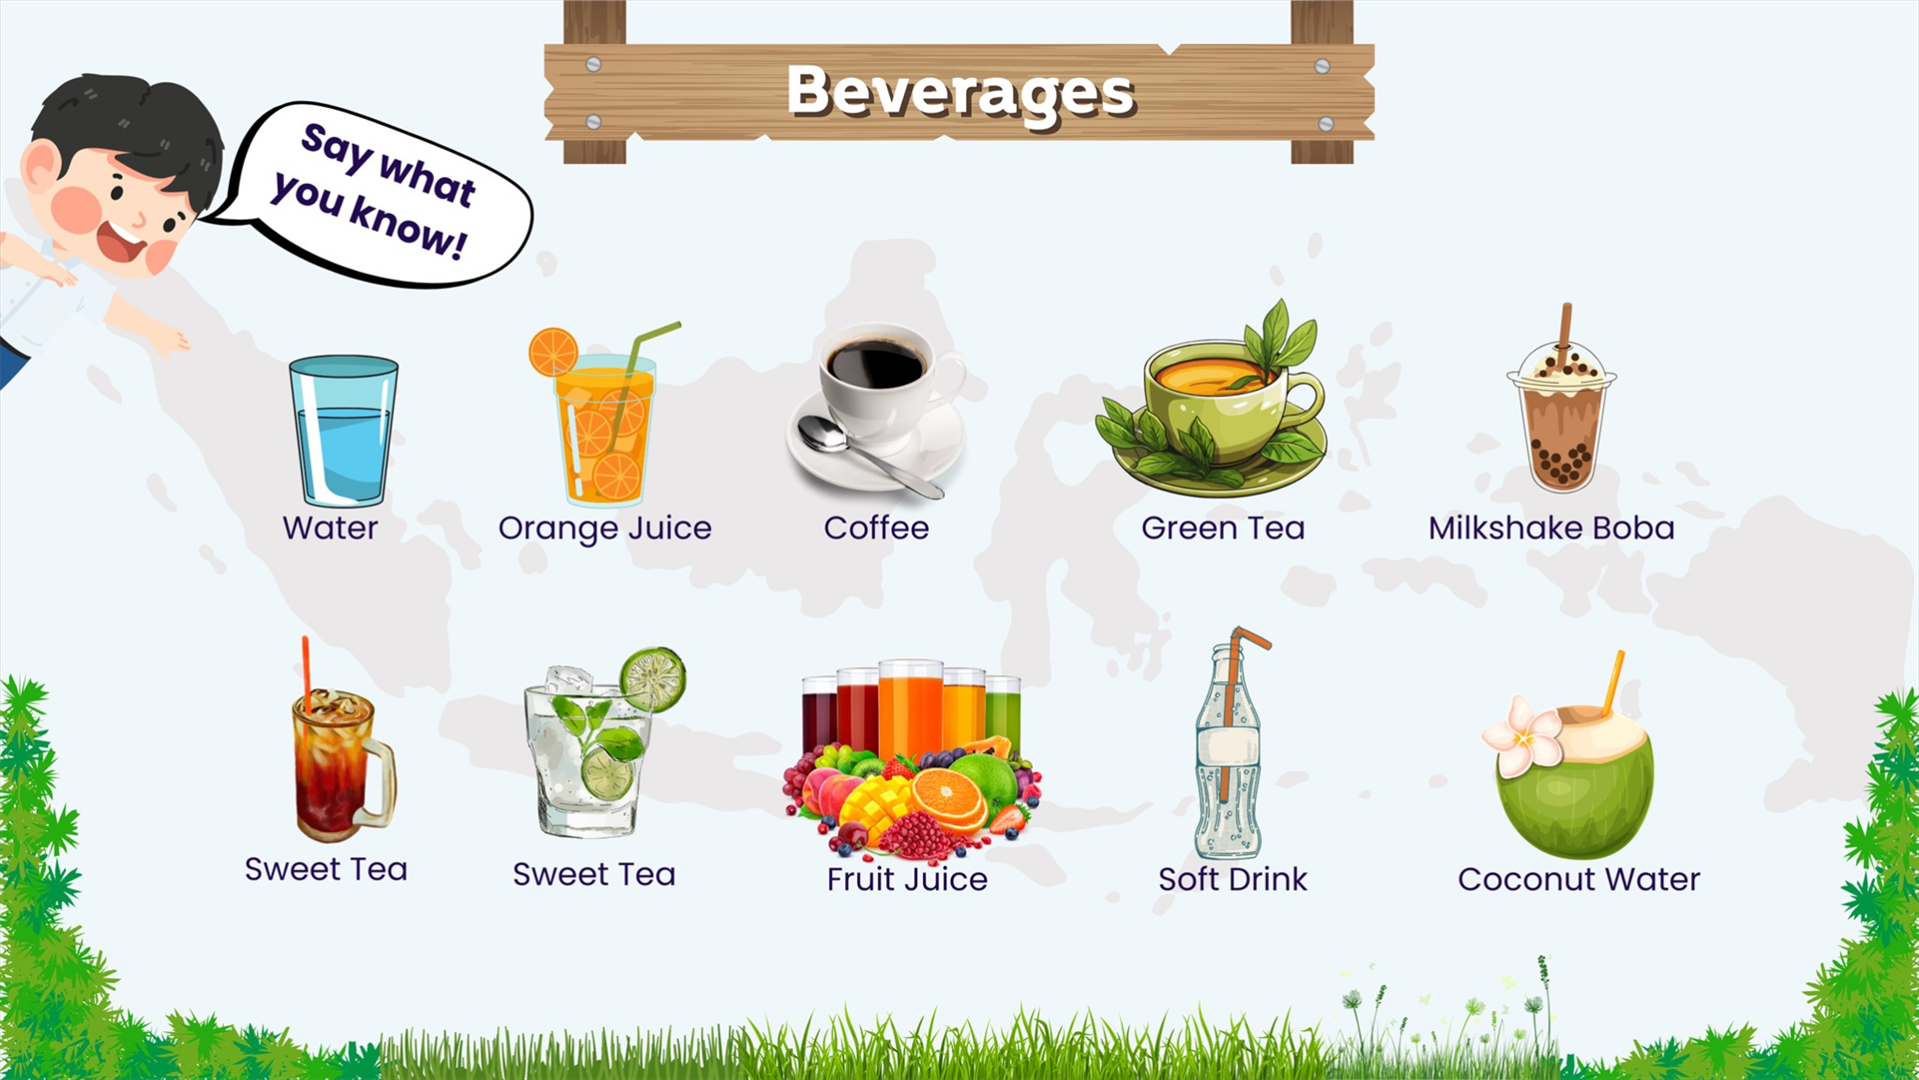 Beverages
Say what
you know!
Water
Orange Juice
Coffee
Green Tea
Milkshake Boba
Sweet Tea
Sweet Tea
Fruit Juice
Soft Drink
Coconut Water